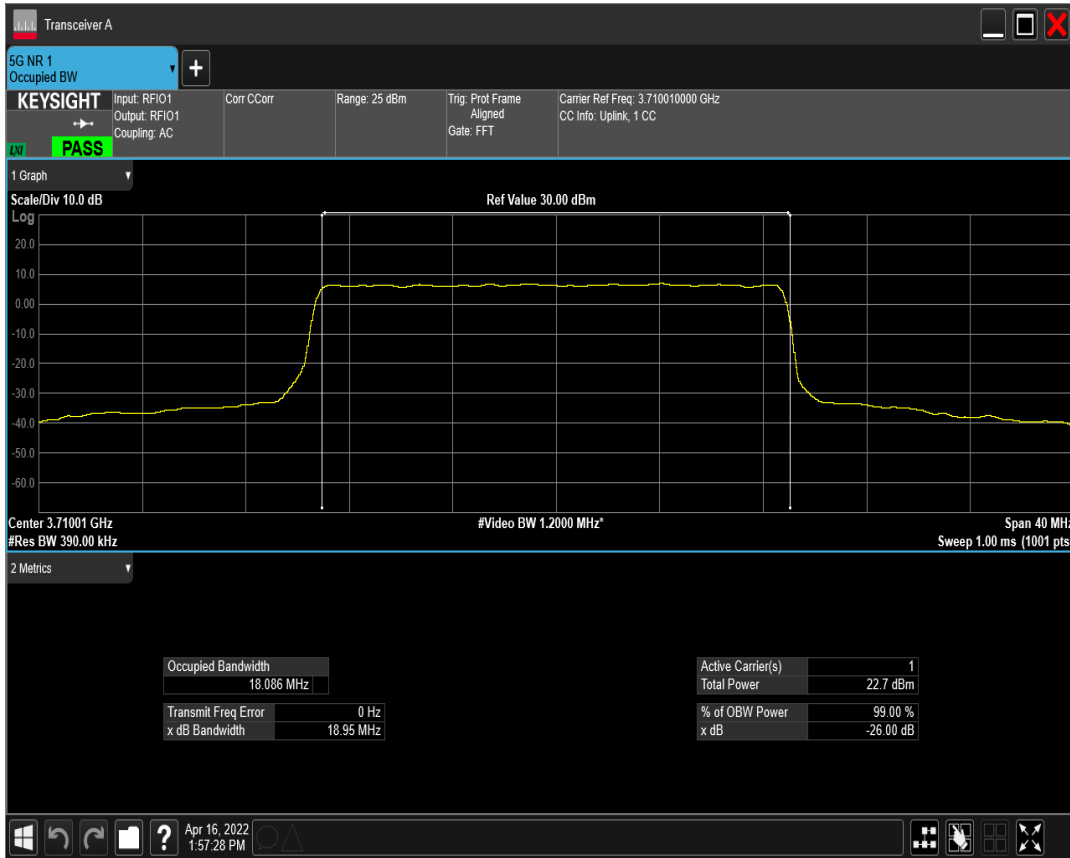 Transceiver A
5G NR 1
Occupied BW
KEYSIGHT
LXI
PASS
Input: RFIO1
Output: RFIO1
Coupling: AC
Corr CCorr
Range: 25 dBm
Trig: Prot Frame
Aligned
Gate: FFT
Carrier Ref Freq: 3.710010000 GHz
CC Info: Uplink, 1 CC
1 Graph
Scale/Div 10.0 dB
Ref Value 30.00 dBm
Log
20.0
10.0
0.00
-10.0
-20.0
-30.0
-40.0
-50.0
-60.0
Center 3.71001 GHz
#Video BW 1.2000 MHz*
Span 40 MHz
#Res BW 390.00 kHz
Sweep 1.00 ms (1001 pts
2 Metrics
Occupied Bandwidth
18.086 MHz
Transmit Freq Error 0 Hz
x dB Bandwidth 18.95 MHz
Active Carrier(s) 1
Total Power 22.7 dBm
% of OBW Power 99.00 %
x dB -26.00 dB
?
Apr 16, 2022
1:57:28 PM